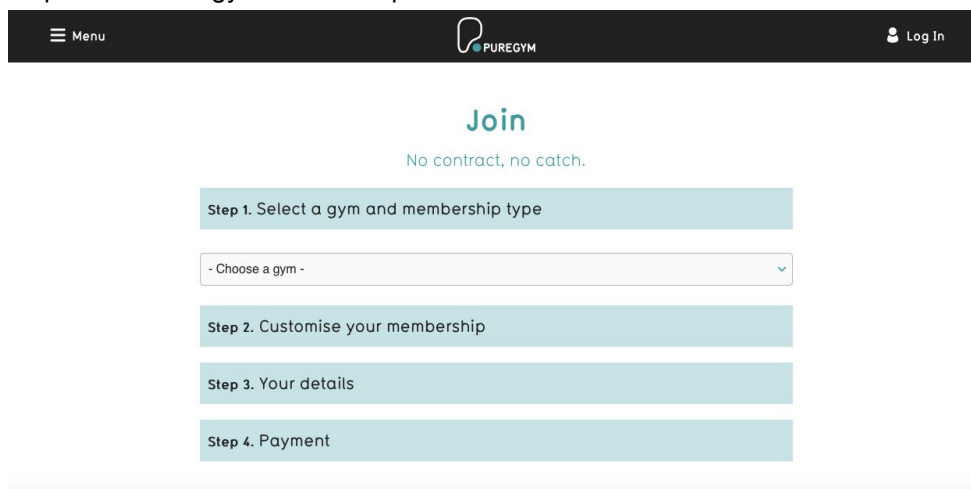 Menu
PUREGYM
Log In
Join
No contract, no catch.
Step 1. Select a gym and membership type
- Choose a gym -
Step 2. Customise your membership
Step 3. Your details
Step 4. Payment